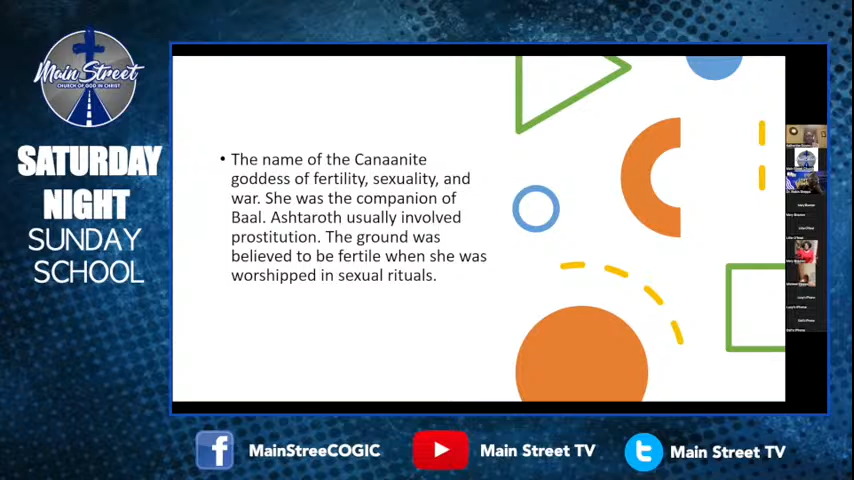 Main Street
CHURCH OF GOD IN CHRIST
SATURDAY
NIGHT
SUNDAY
SCHOOL
• The name of the Canaanite
goddess of fertility, sexuality, and
war. She was the companion of
Baal. Ashtaroth usually involved
prostitution. The ground was
believed to be fertile when she was
worshipped in sexual rituals.
MainStreeCOGIC
Main Street TV
Main Street TV